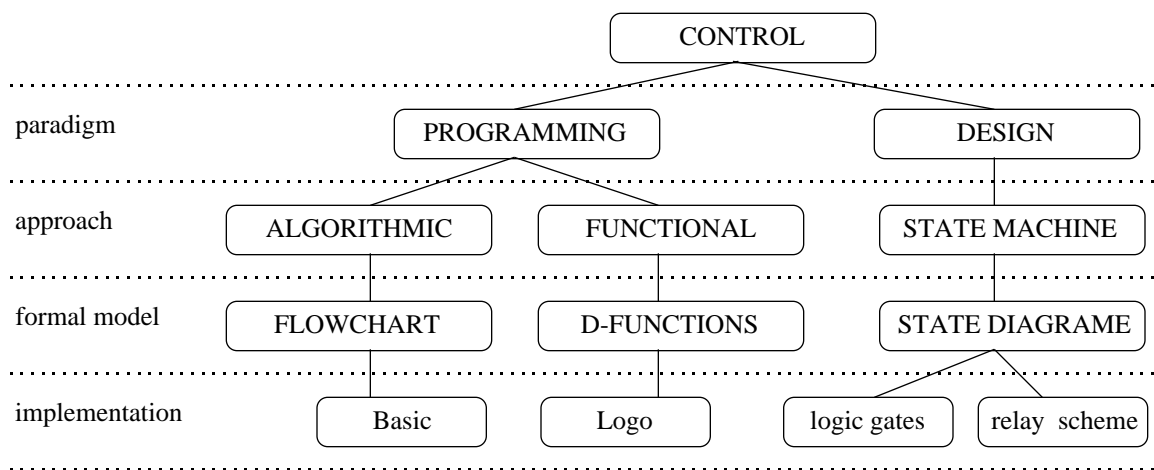 CONTROL
paradigm PROGRAMMING DESIGN
approach ALGORITHMIC FUNCTIONAL STATE MACHINE
formal model FLOWCHART D-FUNCTIONS STATE DIAGRAME
implementation Basic Logo logic gates relay scheme